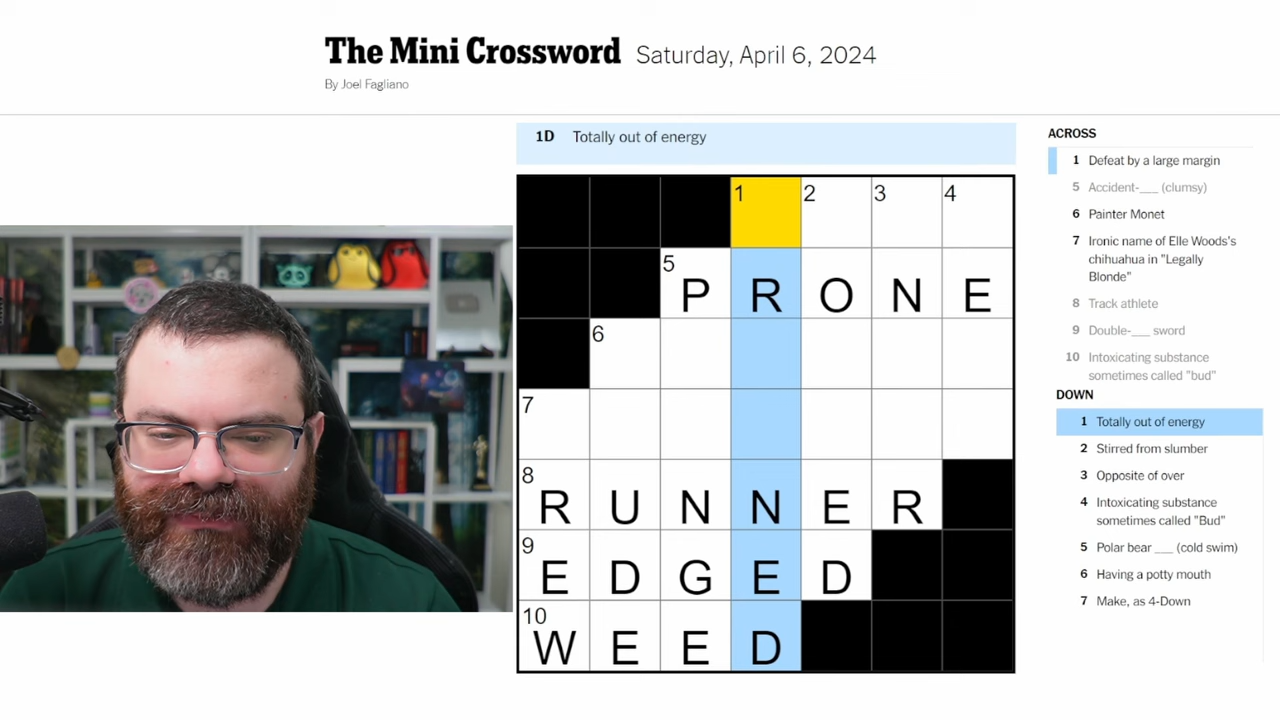 The Mini Crossword Saturday, April 6, 2024
By Joel Fagliano
1D Totally out of energy
1 2 3 4
5 P R O N E
6
7
8 R U N N E R
9 E D G E D
10 W E E D
ACROSS
1 Defeat by a large margin
5 Accident-___ (clumsy)
6 Painter Monet
7 Ironic name of Elle Woods's
chihuahua in "Legally
Blonde"
8 Track athlete
9 Double-___ sword
10 Intoxicating substance
sometimes called "bud"
DOWN
1 Totally out of energy
2 Stirred from slumber
3 Opposite of over
4 Intoxicating substance
sometimes called "Bud"
5 Polar bear ___ (cold swim)
6 Having a potty mouth
7 Make, as 4-Down